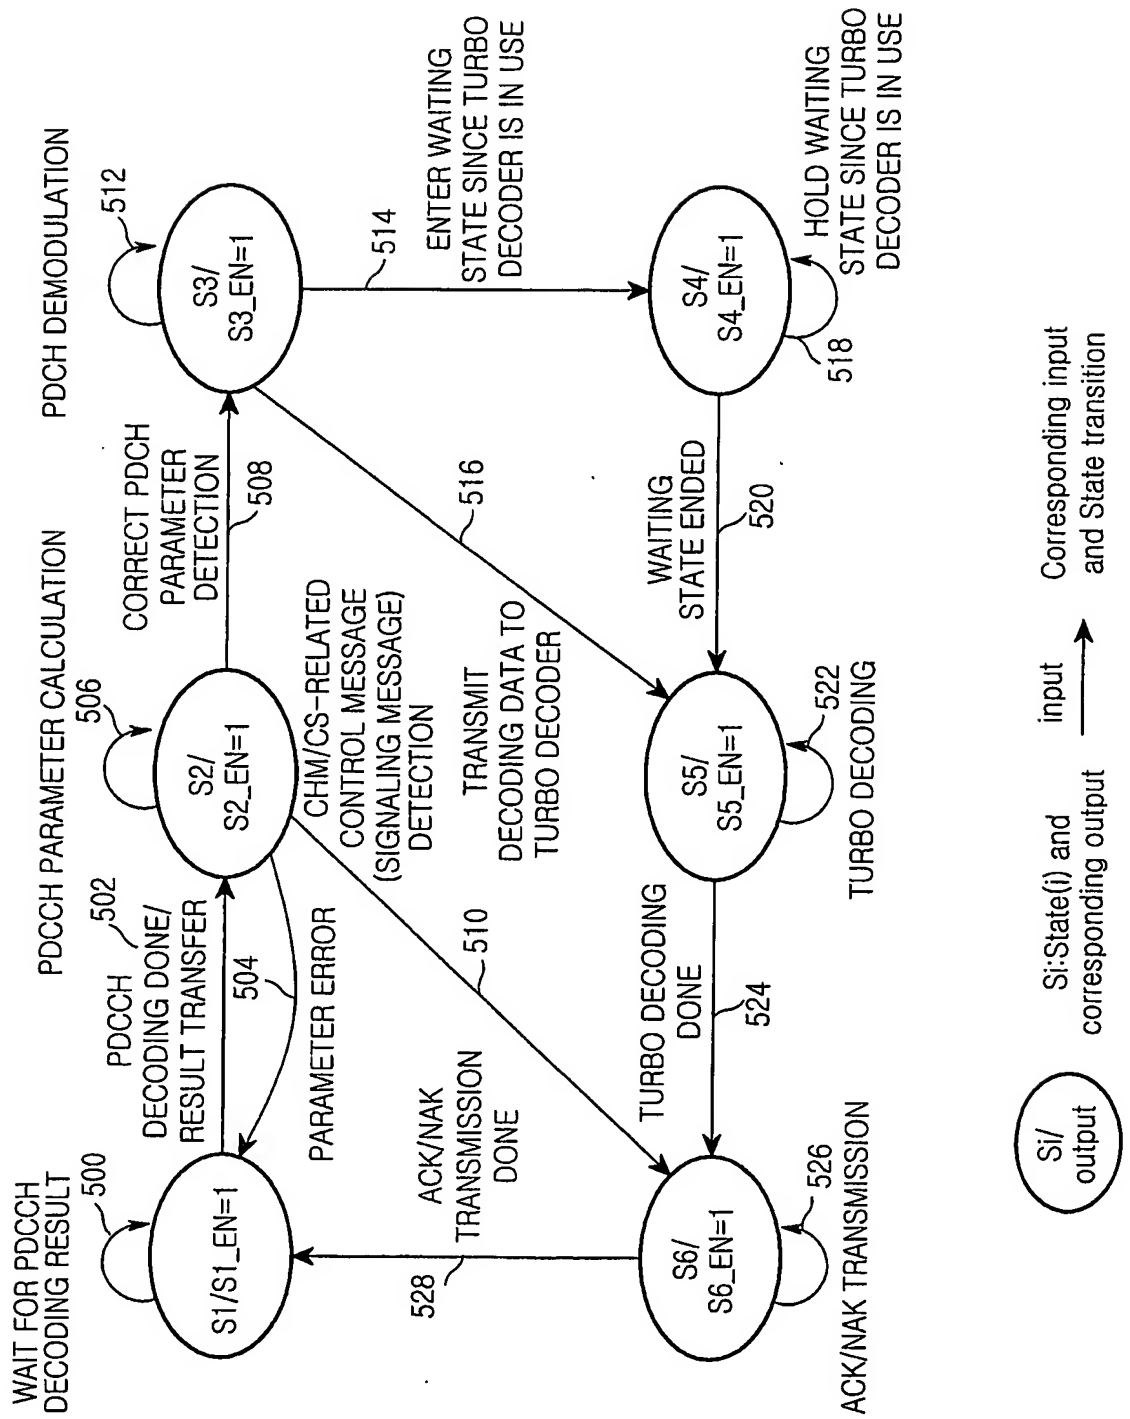 WAIT FOR PDCCH
DECODING RESULT
500
S1/S1_EN=1
PDCCH
DECODING DONE/
RESULT TRANSFER
502
504
PARAMETER ERROR
PDCCH PARAMETER CALCULATION
506
S2/
S2_EN=1
CORRECT PDCH
PARAMETER
DETECTION
508
PDCH DEMODULATION
512
S3/
S3_EN=1
CHM/CS-RELATED
CONTROL MESSAGE
(SIGNALING MESSAGE)
DETECTION
510
TRANSMIT
DECODING DATA TO
TURBO DECODER
516
514
ENTER WAITING
STATE SINCE TURBO
DECODER IS IN USE
ACK/NAK
TRANSMISSION
DONE
528
S6/
S6_EN=1
526
ACK/NAK TRANSMISSION
TURBO DECODING
DONE
524
S5/
S5_EN=1
522
TURBO DECODING
WAITING
STATE ENDED
520
S4/
S4_EN=1
518
HOLD WAITING
STATE SINCE TURBO
DECODER IS IN USE
Si/
output
Si:State(i) and
corresponding output
input
Corresponding input
and State transition